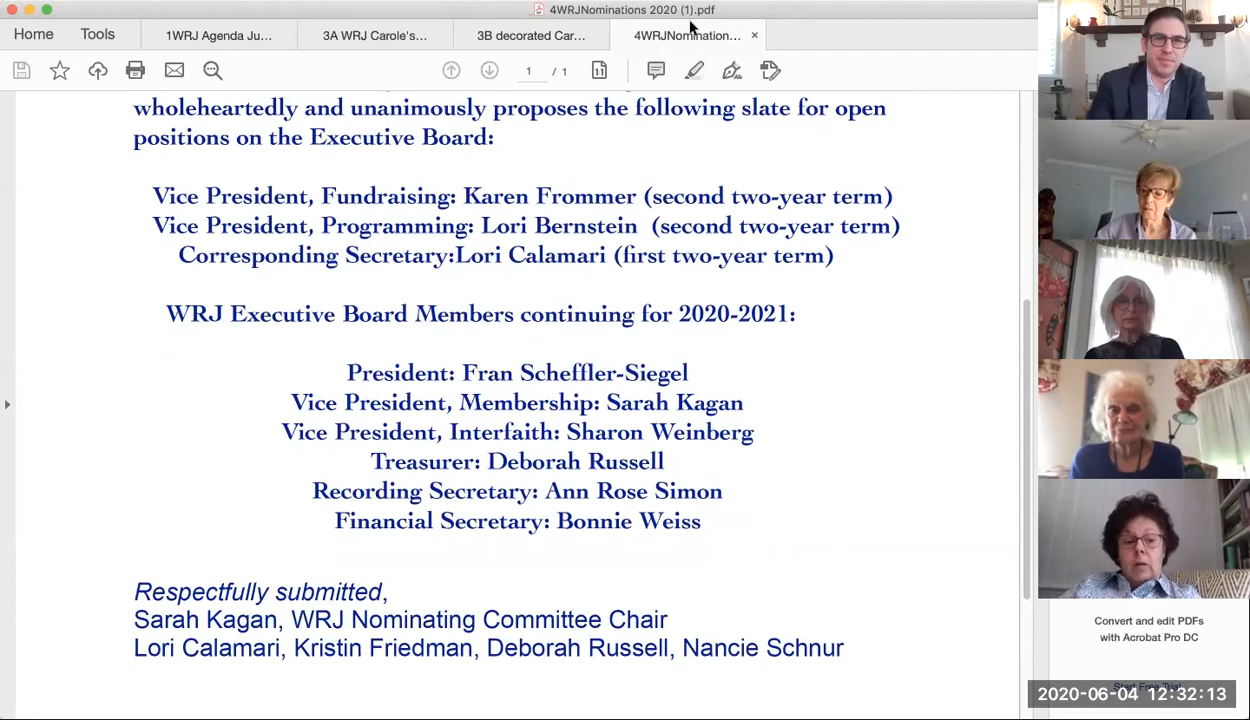 4WRJNominations 2020 (1).pdf
Home Tools 1WRJ Agenda Ju... 3A WRJ Carole's... 3B decorated Car... 4WRJNomination... ×
1 / 1
wholeheartedly and unanimously proposes the following slate for open
positions on the Executive Board:
Vice President, Fundraising: Karen Frommer (second two-year term)
Vice President, Programming: Lori Bernstein (second two-year term)
Corresponding Secretary:Lori Calamari (first two-year term)
WRJ Executive Board Members continuing for 2020-2021:
President: Fran Scheffler-Siegel
Vice President, Membership: Sarah Kagan
Vice President, Interfaith: Sharon Weinberg
Treasurer: Deborah Russell
Recording Secretary: Ann Rose Simon
Financial Secretary: Bonnie Weiss
Respectfully submitted,
Sarah Kagan, WRJ Nominating Committee Chair
Lori Calamari, Kristin Friedman, Deborah Russell, Nancie Schnur
Convert and edit PDFs
with Acrobat Pro DC
Start Free Trial
2020-06-04 12:32:13